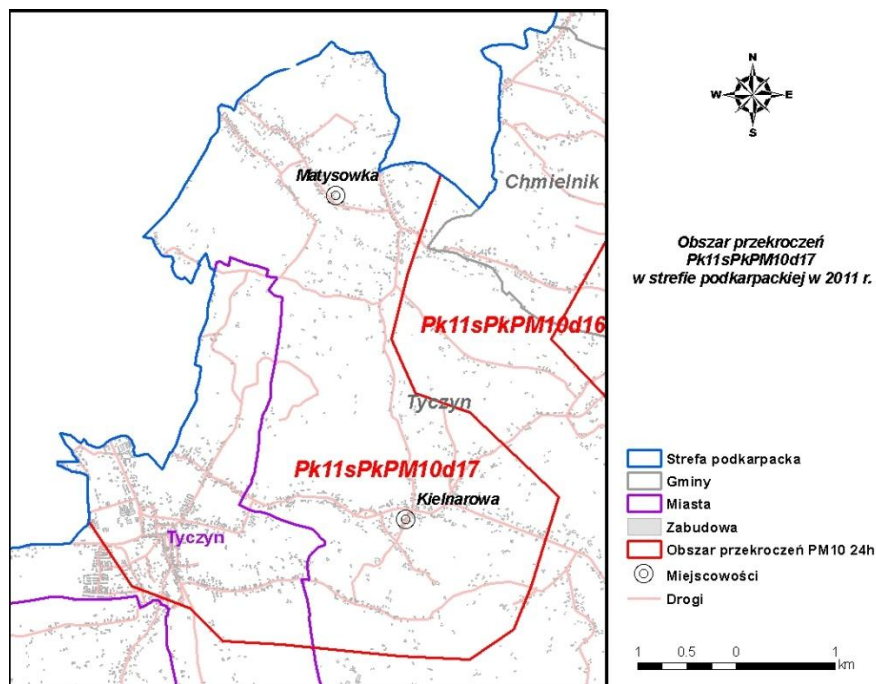 Matysowka
Chmielnik
Pk11sPkPM10d16
Tyczyn
Pk11sPkPM10d17
Kielnarowa
Tyczyn
N
W E
S
Obszar przekroczeń
Pk11sPkPM10d17
w strefie podkarpackiej w 2011 r.
Strefa podkarpacka
Gminy
Miasta
Zabudowa
Obszar przekroczeń PM10 24h
Miejscowości
Drogi
1 0.5 0 1
km